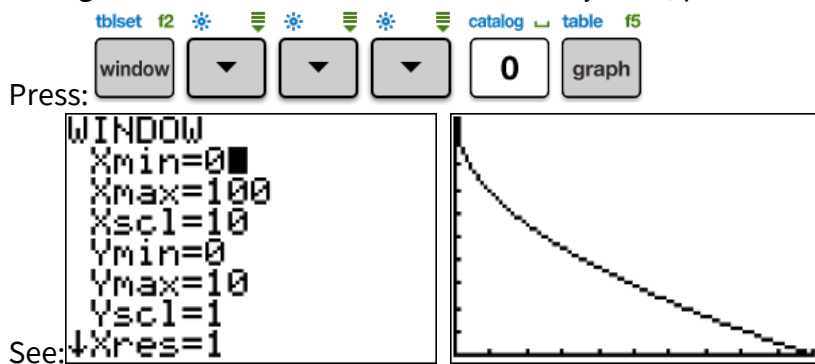 tblset f2 catalog table f5
window 0 graph
Press:
WINDOW
Xmin=0
Xmax=100
Xscl=10
Ymin=0
Ymax=10
Yscl=1
See:↓Xres=1